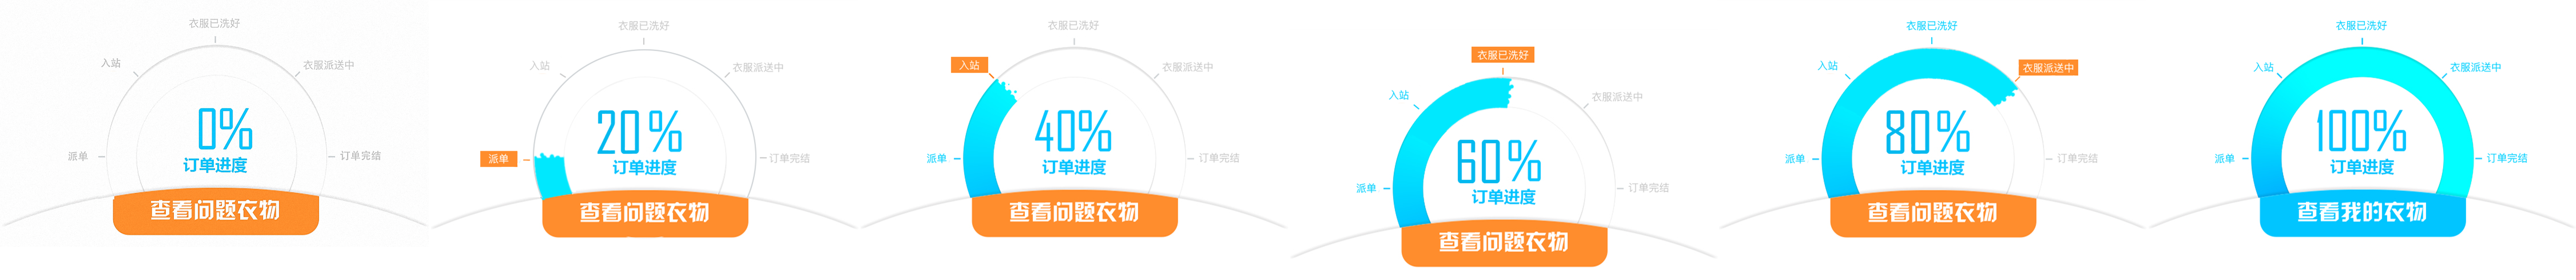 衣服已洗好
入站
衣服派送中
0%
派单
订单完结
订单进度
查看问题衣物
衣服已洗好
入站
衣服派送中
20%
派单
订单完结
订单进度
查看问题衣物
衣服已洗好
入站
衣服派送中
40%
派单
订单完结
订单进度
查看问题衣物
衣服已洗好
入站
衣服派送中
60%
派单
订单完结
订单进度
查看问题衣物
衣服已洗好
入站
衣服派送中
80%
派单
订单完结
订单进度
查看问题衣物
衣服已洗好
入站
衣服派送中
100%
派单
订单完结
订单进度
查看我的衣物